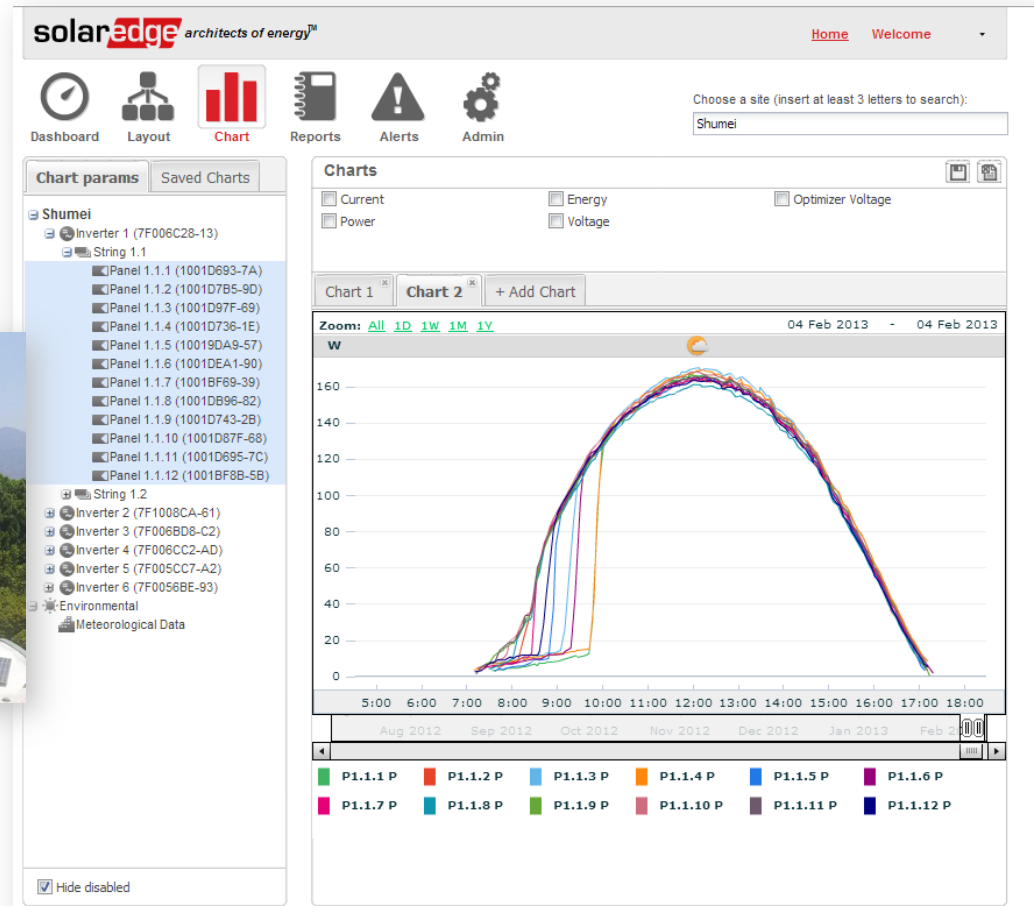 solaredge architects of energy™
Home Welcome
Dashboard Layout Chart Reports Alerts Admin
Choose a site (insert at least 3 letters to search):
Shumei
Chart params Saved Charts
Shumei
Inverter 1 (7F006C28-13)
String 1.1
Panel 1.1.1 (1001D693-7A)
Panel 1.1.2 (1001D7B5-9D)
Panel 1.1.3 (1001D97F-69)
Panel 1.1.4 (1001D736-1E)
Panel 1.1.5 (10019DA9-57)
Panel 1.1.6 (1001DEA1-90)
Panel 1.1.7 (1001BF69-39)
Panel 1.1.8 (1001DB96-82)
Panel 1.1.9 (1001D743-2B)
Panel 1.1.10 (1001D87F-68)
Panel 1.1.11 (1001D695-7C)
Panel 1.1.12 (1001BF8B-5B)
String 1.2
Inverter 2 (7F1008CA-61)
Inverter 3 (7F006BD8-C2)
Inverter 4 (7F006CC2-AD)
Inverter 5 (7F005CC7-A2)
Inverter 6 (7F0056BE-93)
Environmental
Meteorological Data
Hide disabled
Charts
Current Energy Optimizer Voltage
Power Voltage
Chart 1 Chart 2 + Add Chart
Zoom: All 1D 1W 1M 1Y 04 Feb 2013 - 04 Feb 2013
W
160
140
120
100
80
60
40
20
0
5:00 6:00 7:00 8:00 9:00 10:00 11:00 12:00 13:00 14:00 15:00 16:00 17:00 18:00
Aug 2012 Sep 2012 Oct 2012 Nov 2012 Dec 2012 Jan 2013 Feb 2
P1.1.1 P P1.1.2 P P1.1.3 P P1.1.4 P P1.1.5 P P1.1.6 P
P1.1.7 P P1.1.8 P P1.1.9 P P1.1.10 P P1.1.11 P P1.1.12 P